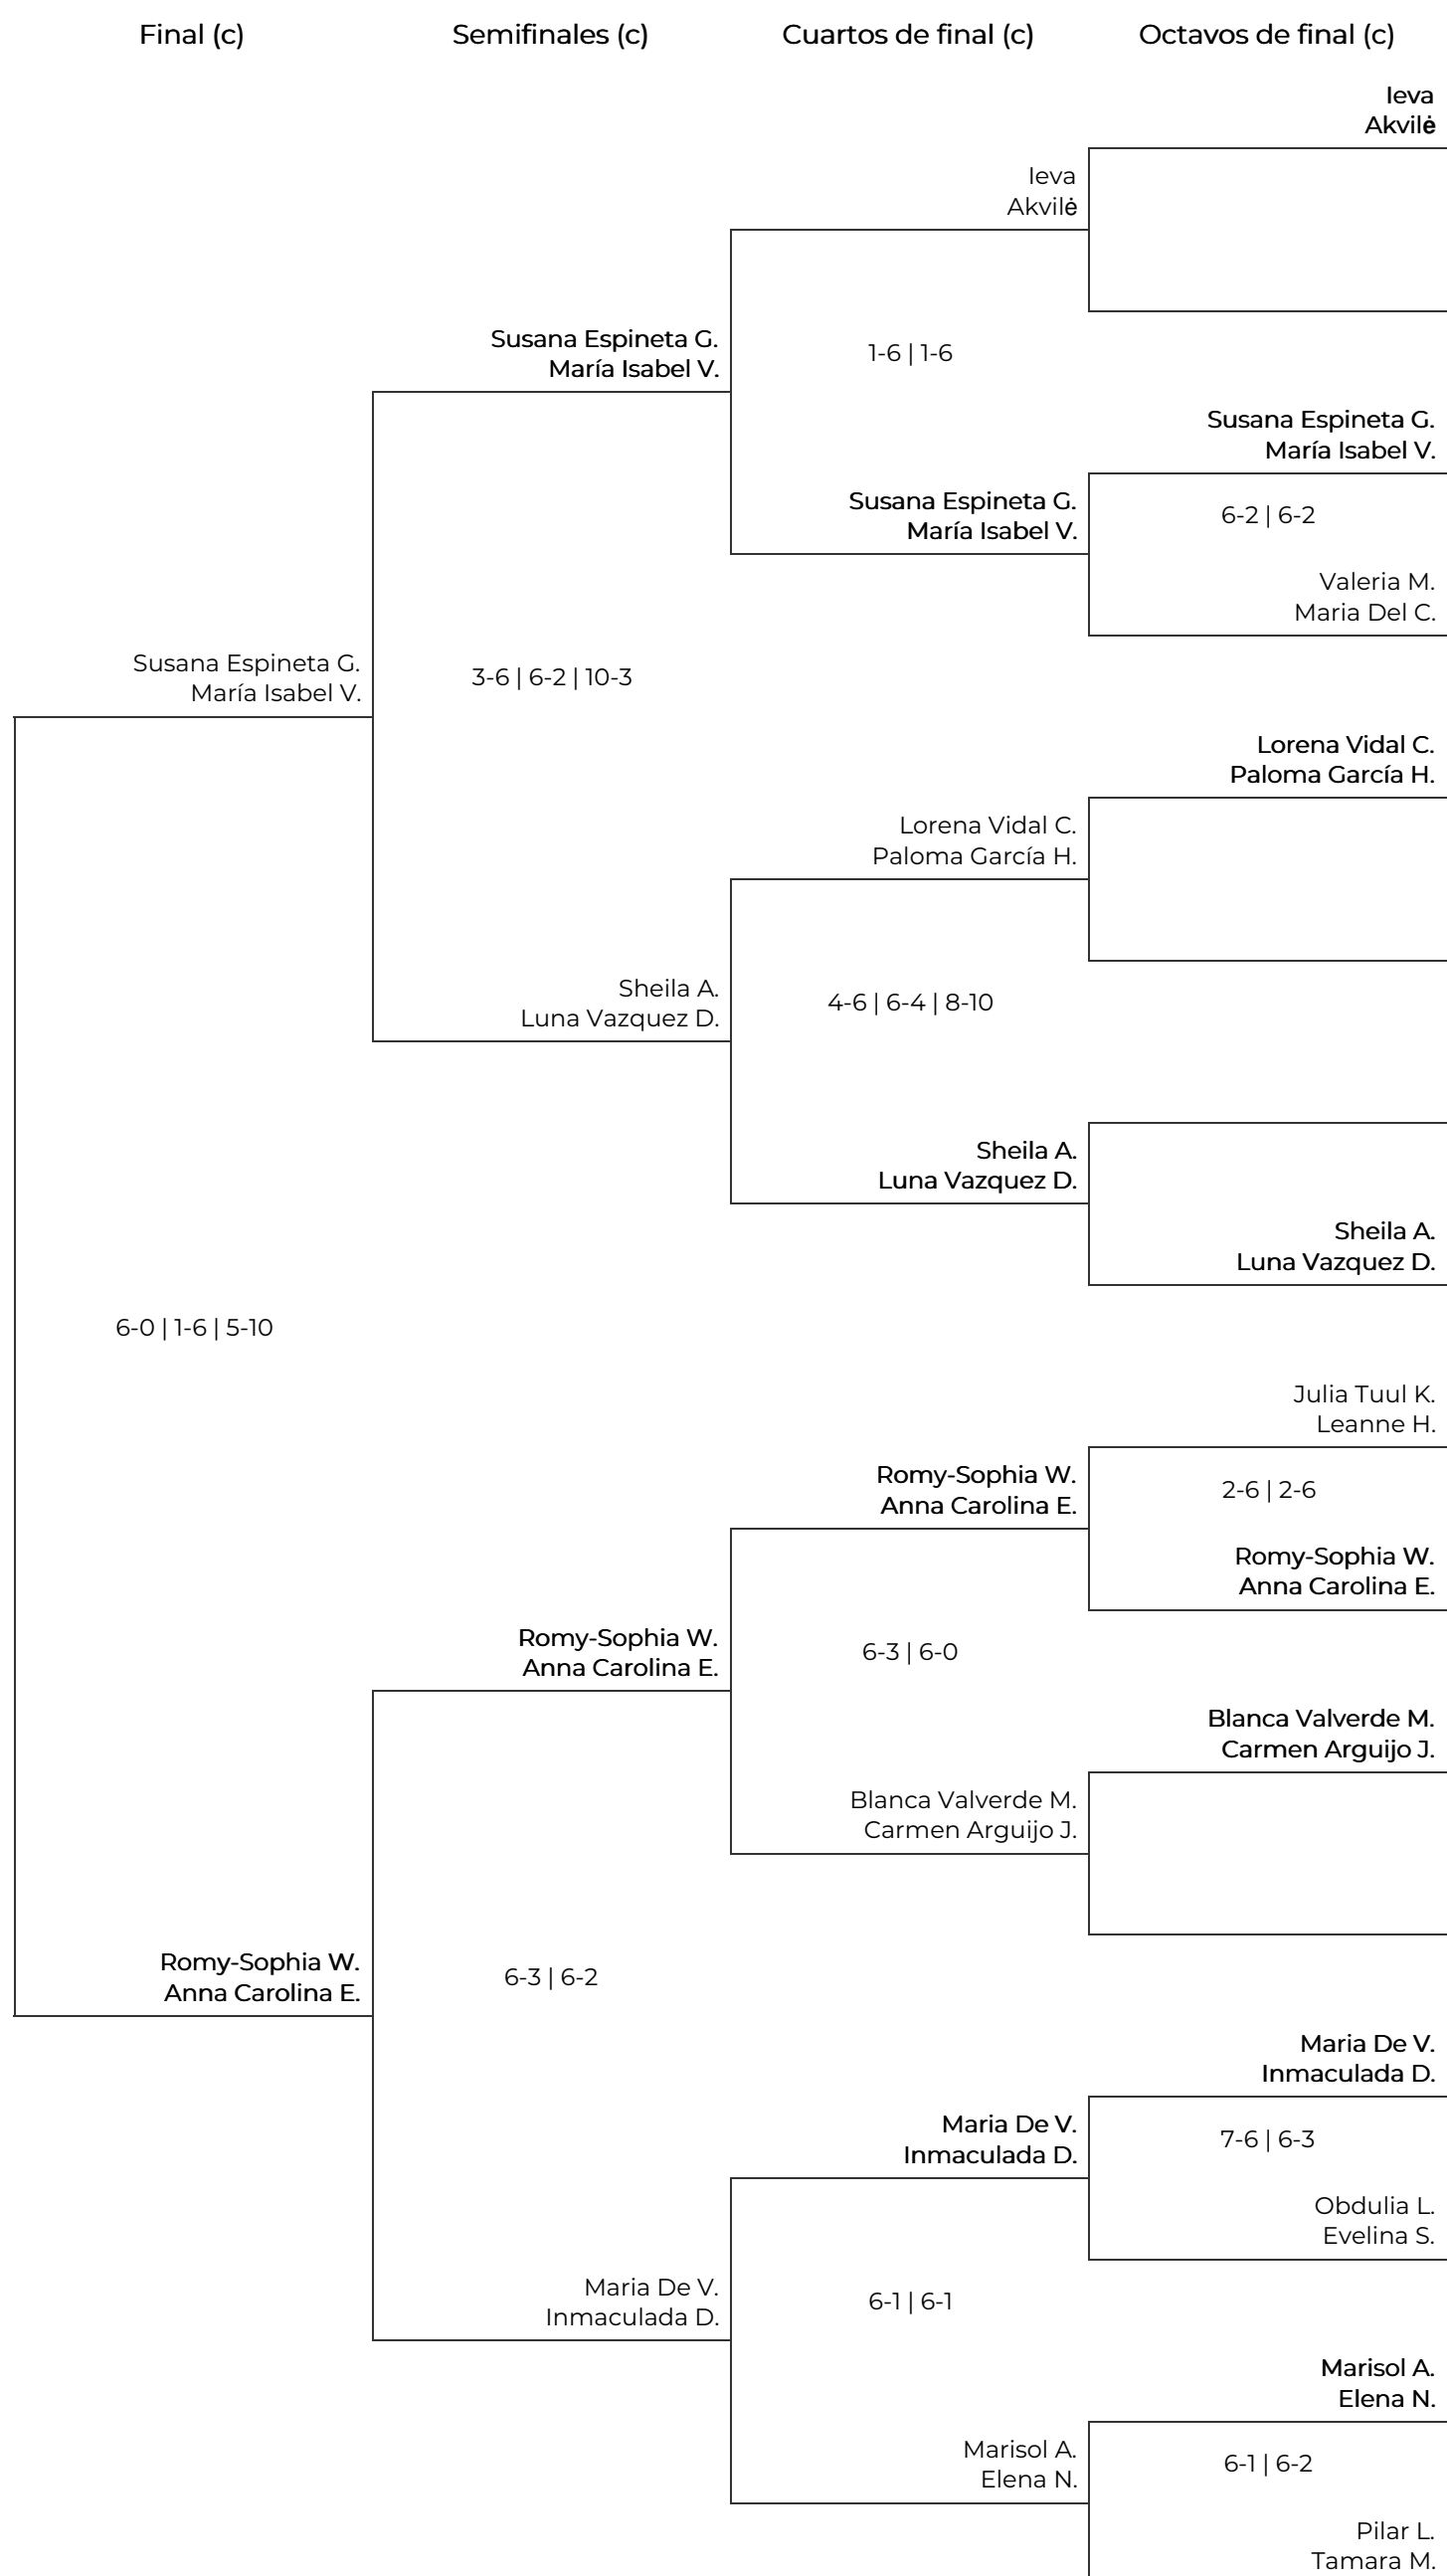 Final (c) Semifinales (c) Cuartos de final (c) Octavos de final (c)
Ieva
Akvilė
Ieva
Akvilė
Susana Espineta G.
María Isabel V.
1-6 | 1-6
Susana Espineta G.
María Isabel V.
Susana Espineta G.
María Isabel V.
6-2 | 6-2
Valeria M.
Maria Del C.
Susana Espineta G.
María Isabel V.
3-6 | 6-2 | 10-3
Lorena Vidal C.
Paloma García H.
Lorena Vidal C.
Paloma García H.
Sheila A.
Luna Vazquez D.
4-6 | 6-4 | 8-10
Sheila A.
Luna Vazquez D.
Sheila A.
Luna Vazquez D.
6-0 | 1-6 | 5-10
Julia Tuul K.
Leanne H.
Romy-Sophia W.
Anna Carolina E.
2-6 | 2-6
Romy-Sophia W.
Anna Carolina E.
Romy-Sophia W.
Anna Carolina E.
6-3 | 6-0
Blanca Valverde M.
Carmen Arguijo J.
Blanca Valverde M.
Carmen Arguijo J.
Romy-Sophia W.
Anna Carolina E.
6-3 | 6-2
Maria De V.
Inmaculada D.
Maria De V.
Inmaculada D.
7-6 | 6-3
Obdulia L.
Evelina S.
Maria De V.
Inmaculada D.
6-1 | 6-1
Marisol A.
Elena N.
Marisol A.
Elena N.
6-1 | 6-2
Pilar L.
Tamara M.